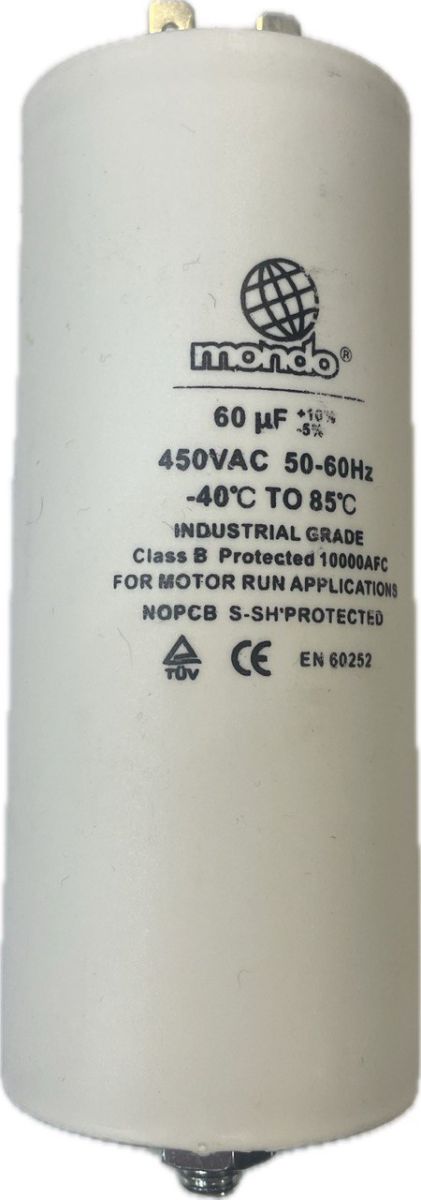 mondo®
60 µF +10% -5%
450VAC 50-60Hz
-40℃ TO 85℃
INDUSTRIAL GRADE
Class B Protected 10000AFC
FOR MOTOR RUN APPLICATIONS
NOPCB S-SH'PROTECTED
TÜV CE EN 60252